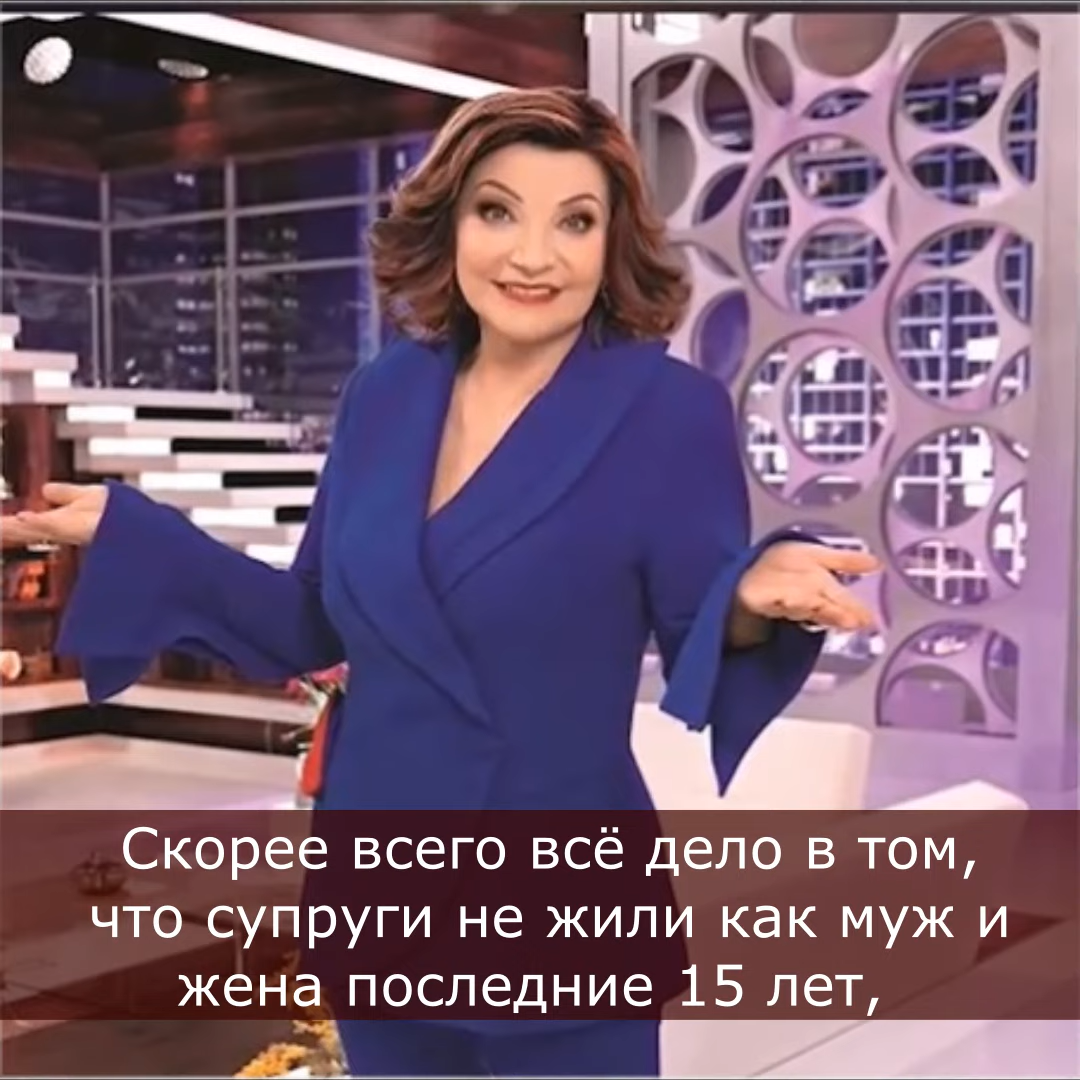 Скорее всего всё дело в том,
что супруги не жили как муж и
жена последние 15 лет,